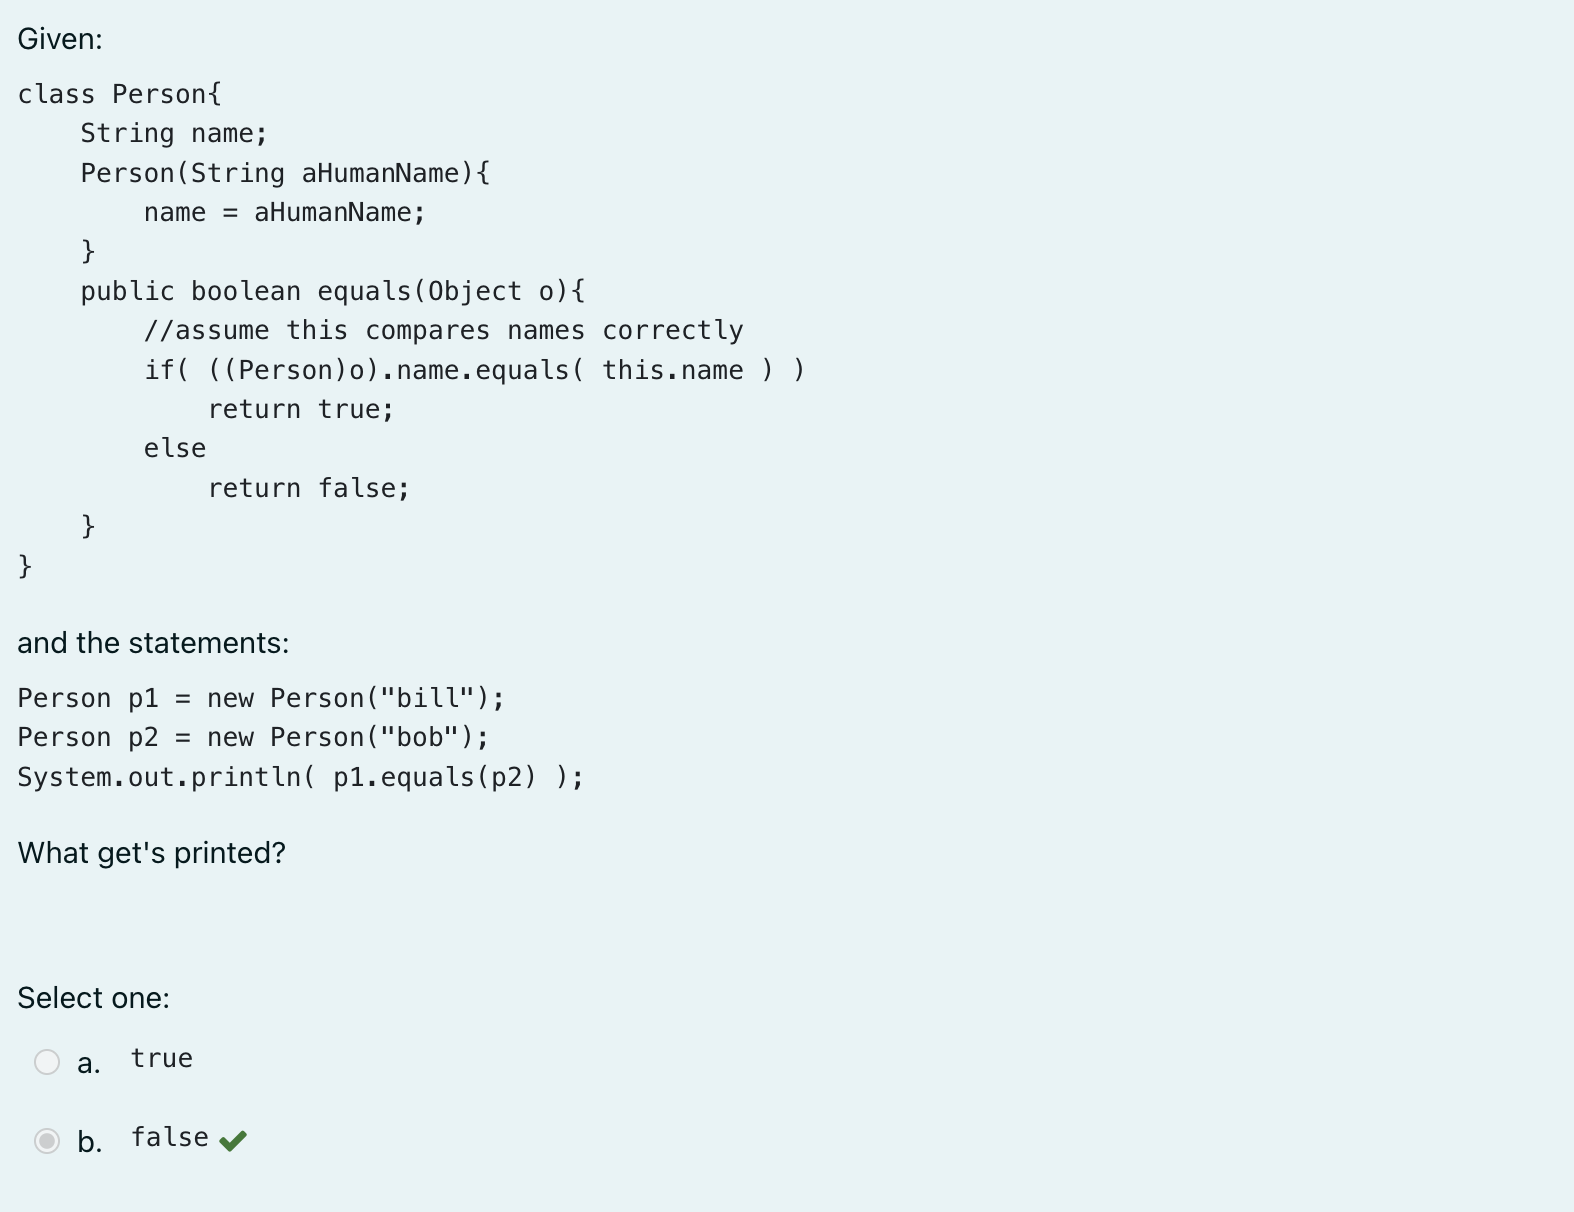 Given:
class Person{
    String name;
    Person(String aHumanName){
        name = aHumanName;
    }
    public boolean equals(Object o){
        //assume this compares names correctly
        if( ((Person)o).name.equals( this.name ) )
            return true;
        else
            return false;
    }
}
and the statements:
Person p1 = new Person("bill");
Person p2 = new Person("bob");
System.out.println( p1.equals(p2) );
What get's printed?
Select one:
a. true
b. false